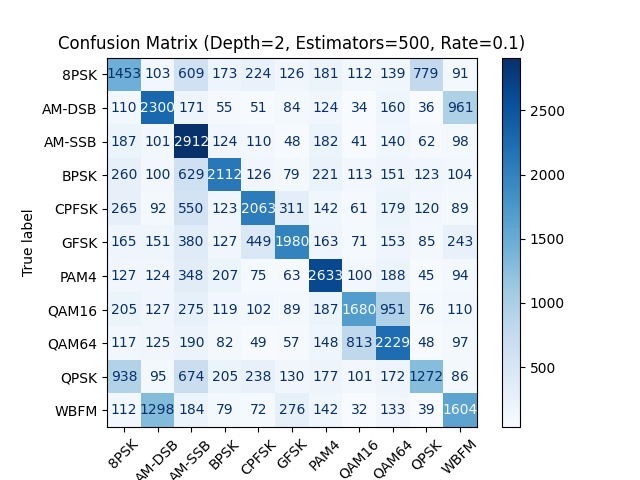 Confusion Matrix (Depth=2, Estimators=500, Rate=0.1)
True label
8PSK 1453 103 609 173 224 126 181 112 139 779 91
AM-DSB 110 2300 171 55 51 84 124 34 160 36 961
AM-SSB 187 101 2912 124 110 48 182 41 140 62 98
BPSK 260 100 629 2112 126 79 221 113 151 123 104
CPFSK 265 92 550 123 2063 311 142 61 179 120 89
GFSK 165 151 380 127 449 1980 163 71 153 85 243
PAM4 127 124 348 207 75 63 2633 100 188 45 94
QAM16 205 127 275 119 102 89 187 1680 951 76 110
QAM64 117 125 190 82 49 57 148 813 2229 48 97
QPSK 938 95 674 205 238 130 177 101 172 1272 86
WBFM 112 1298 184 79 72 276 142 32 133 39 1604
8PSK AM-DSB AM-SSB BPSK CPFSK GFSK PAM4 QAM16 QAM64 QPSK WBFM
2500
2000
1500
1000
500